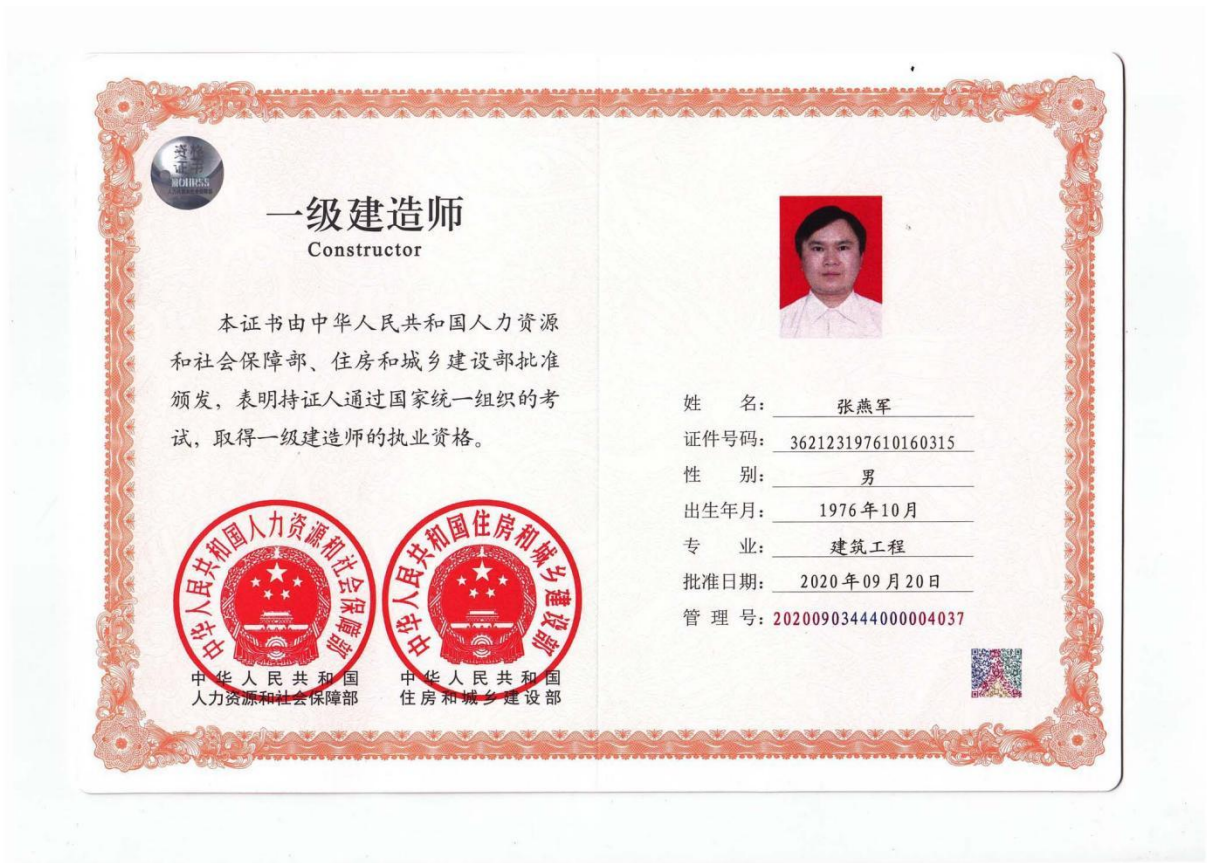 资格
证书
MOHRSS
一级建造师
Constructor
本证书由中华人民共和国人力资源
和社会保障部、住房和城乡建设部批准
颁发，表明持证人通过国家统一组织的考
试，取得一级建造师的执业资格。
中华人民共和国人力资源和社会保障部
中华人民共和国
人力资源和社会保障部
中华人民共和国住房和城乡建设部
中华人民共和国
住房和城乡建设部
姓 名：张燕军
证件号码：362123197610160315
性 别：男
出生年月：1976年10月
专 业：建筑工程
批准日期：2020年09月20日
管 理 号：20200903444000004037